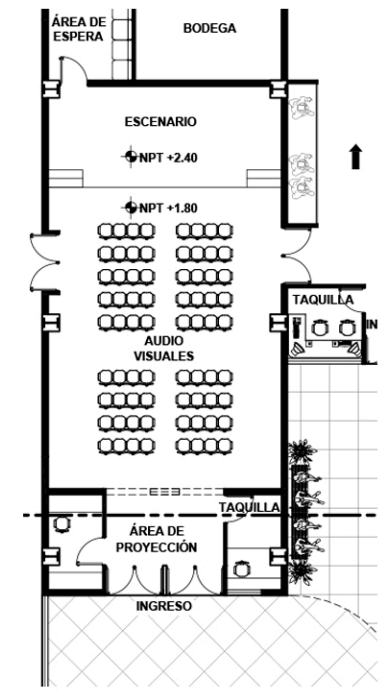 ÁREA DE
ESPERA
BODEGA
ESCENARIO
NPT +2.40
NPT +1.80
TAQUILLA
IN
AUDIO
VISUALES
TAQUILLA
ÁREA DE
PROYECCIÓN
INGRESO